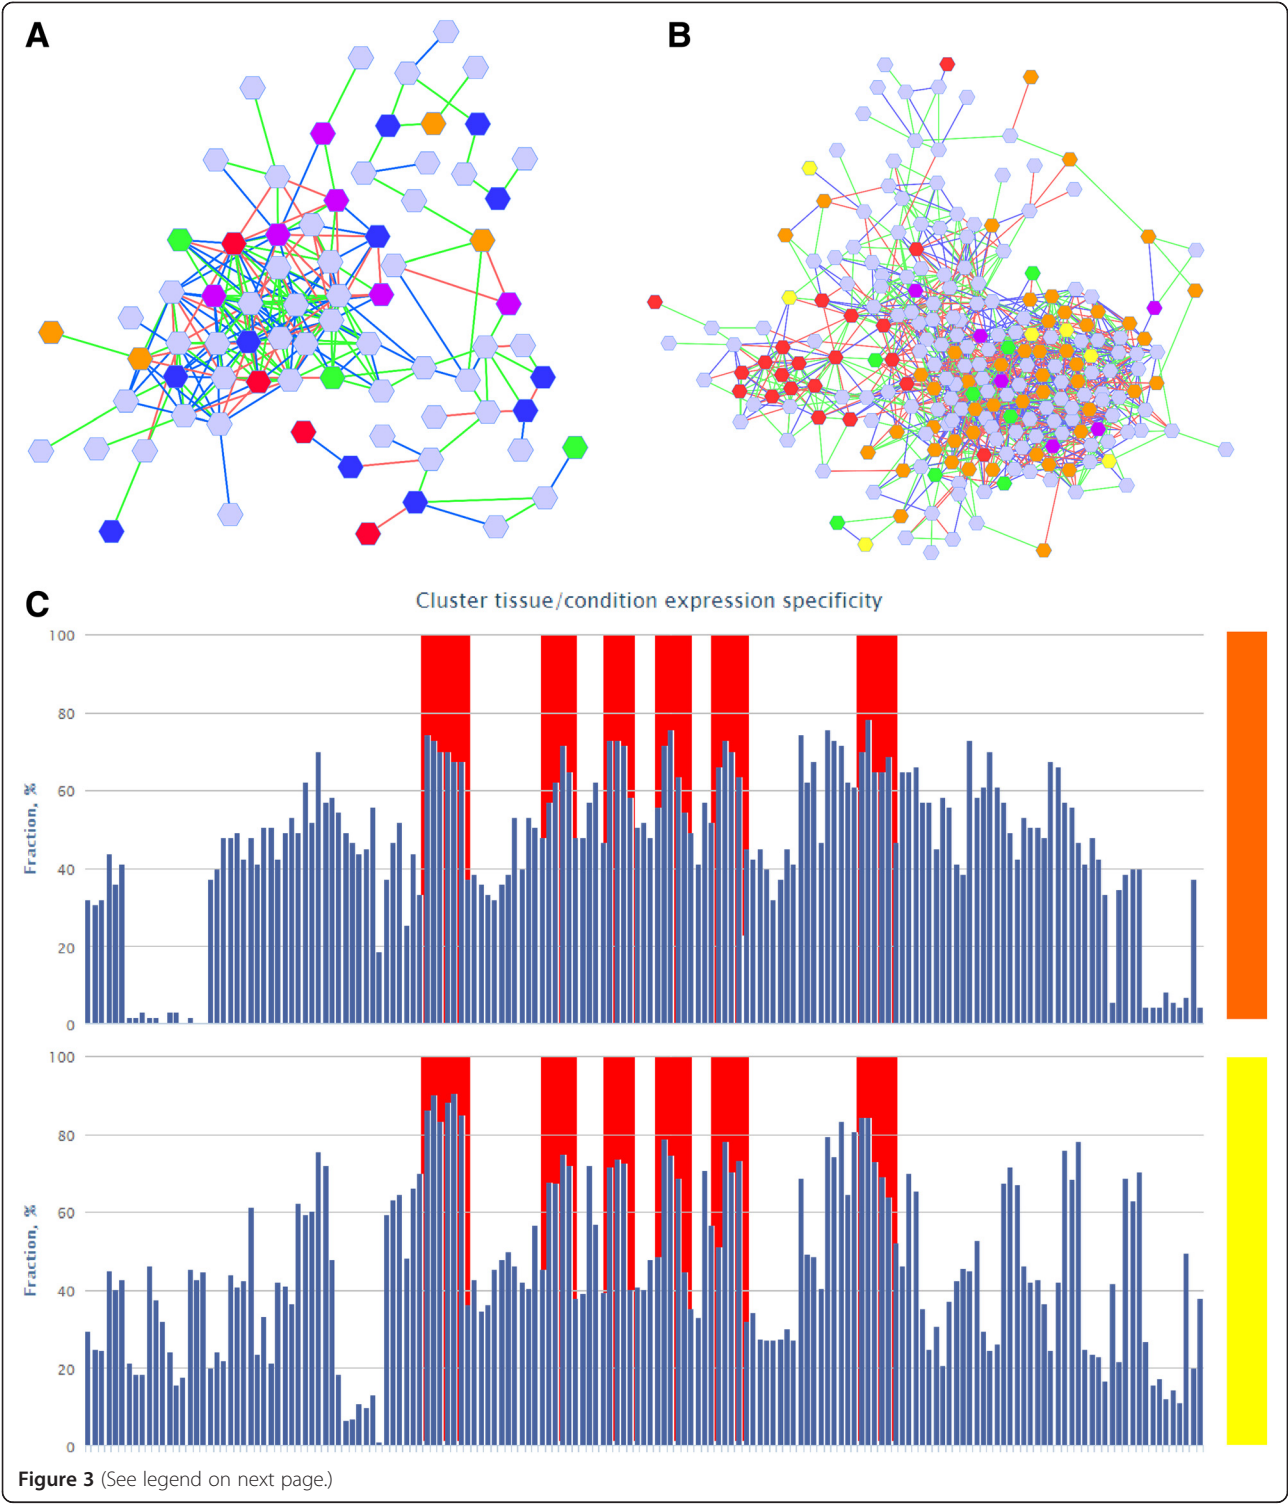 A
B
C
Cluster tissue/condition expression specificity
100
80
60
40
20
0
Fraction, %
100
80
60
40
20
0
Fraction, %
Figure 3 (See legend on next page.)